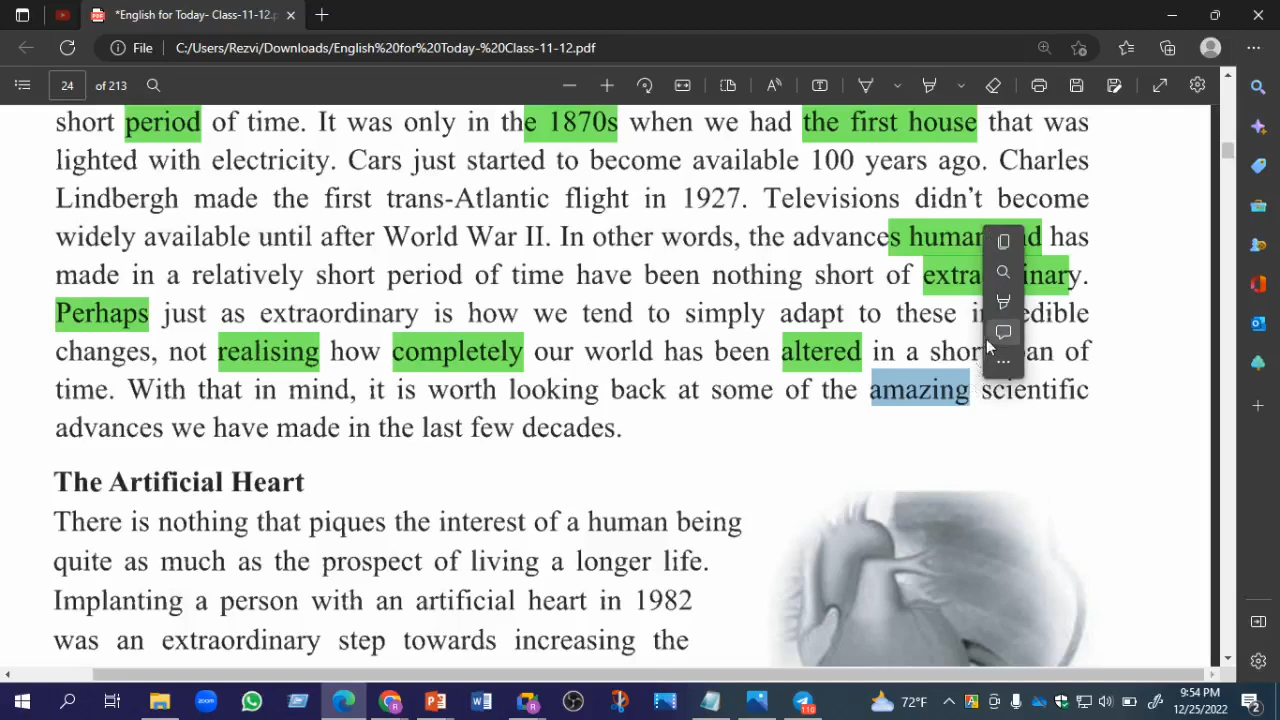 *English for Today- Class-11-12.p
File
C:/Users/Rezvi/Downloads/English%20for%20Today-%20Class-11-12.pdf
24 of 213
short period of time. It was only in the 1870s when we had the first house that was
lighted with electricity. Cars just started to become available 100 years ago. Charles
Lindbergh made the first trans-Atlantic flight in 1927. Televisions didn't become
widely available until after World War II. In other words, the advances human d has
made in a relatively short period of time have been nothing short of extra inary.
Perhaps just as extraordinary is how we tend to simply adapt to these in edible
changes, not realising how completely our world has been altered in a short an of
time. With that in mind, it is worth looking back at some of the amazing scientific
advances we have made in the last few decades.
The Artificial Heart
There is nothing that piques the interest of a human being
quite as much as the prospect of living a longer life.
Implanting a person with an artificial heart in 1982
was an extraordinary step towards increasing the
zoom
110
72°F
9:54 PM
12/25/2022
2